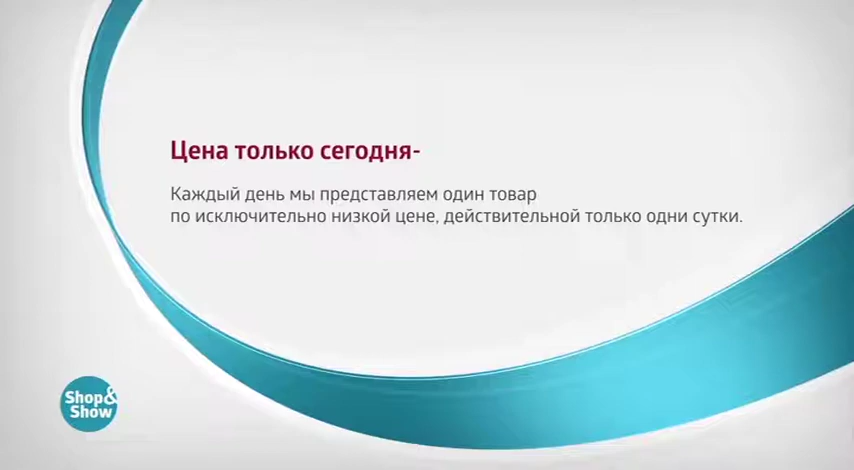 Цена только сегодня-
Каждый день мы представляем один товар
по исключительно низкой цене, действительной только одни сутки.
Shop&
Show